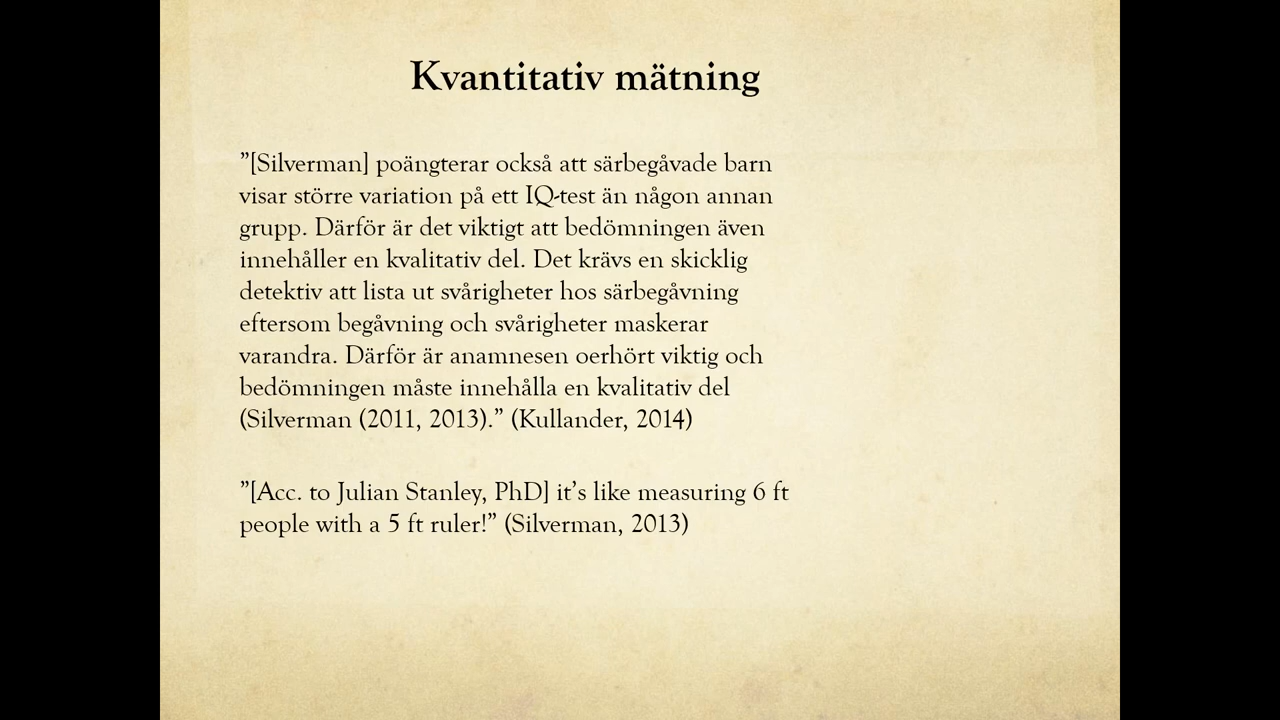 Kvantitativ mätning
”[Silverman] poängterar också att särbegåvade barn
visar större variation på ett IQ-test än någon annan
grupp. Därför är det viktigt att bedömningen även
innehåller en kvalitativ del. Det krävs en skicklig
detektiv att lista ut svårigheter hos särbegåvning
eftersom begåvning och svårigheter maskerar
varandra. Därför är anamnesen oerhört viktig och
bedömningen måste innehålla en kvalitativ del
(Silverman (2011, 2013).” (Kullander, 2014)
”[Acc. to Julian Stanley, PhD] it’s like measuring 6 ft
people with a 5 ft ruler!” (Silverman, 2013)